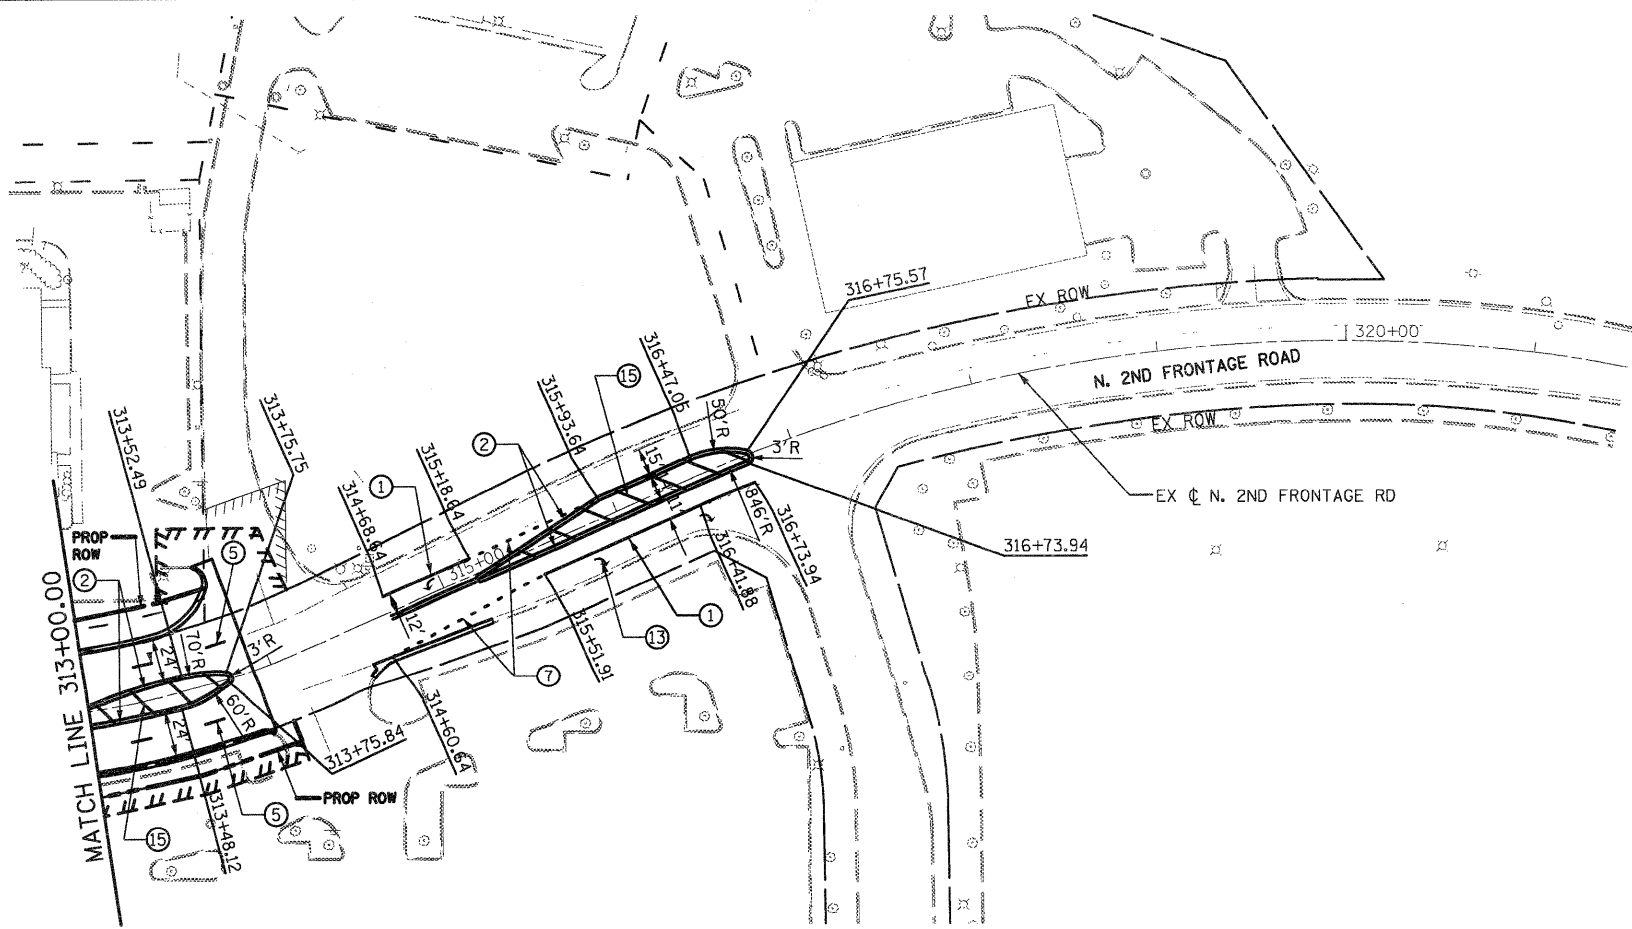 316+75.57
EX ROW
320+00
N. 2ND FRONTAGE ROAD
EX ROW
EX ℄ N. 2ND FRONTAGE RD
316+73.94
316+47.05
15
315+93.64
50'R
3'R
15'
11'
846'R
316+73.94
316+41.88
2
315+18.64
1
314+68.64
315+00
12'
313+75.75
313+52.49
PROP
ROW
2
5
70'R
3'R
24'
60'R
24'
313+75.84
314+60.64
7
315+51.91
13
1
PROP ROW
5
313+48.12
15
MATCH LINE 313+00.00